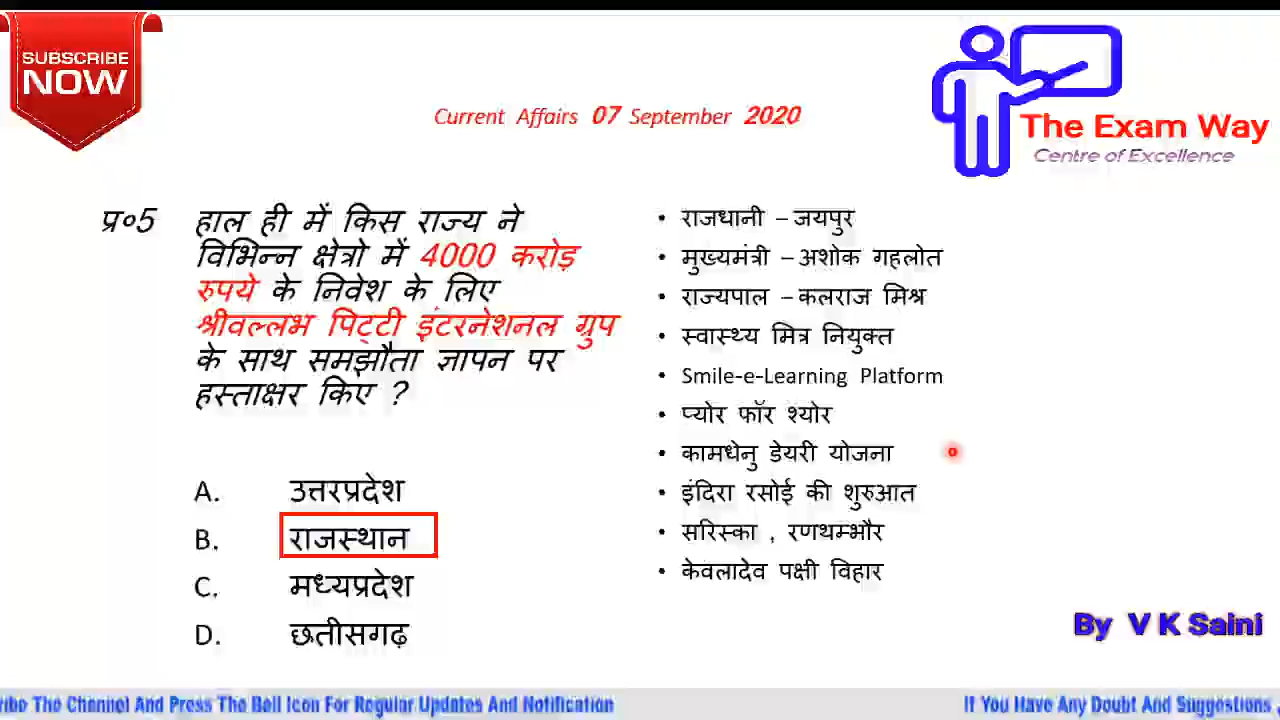 SUBSCRIBE
NOW
Current Affairs 07 September 2020
The Exam Way
Centre of Excellence
प्र०5 हाल ही में किस राज्य ने
विभिन्न क्षेत्रो में 4000 करोड़
रुपये के निवेश के लिए
श्रीवल्लभ पिट्टी इंटरनेशनल ग्रुप
के साथ समझौता ज्ञापन पर
हस्ताक्षर किए ?
A. उत्तरप्रदेश
B. राजस्थान
C. मध्यप्रदेश
D. छतीसगढ़
• राजधानी – जयपुर
• मुख्यमंत्री – अशोक गहलोत
• राज्यपाल – कलराज मिश्र
• स्वास्थ्य मित्र नियुक्त
• Smile-e-Learning Platform
• प्योर फॉर श्योर
• कामधेनु डेयरी योजना
• इंदिरा रसोई की शुरुआत
• सरिस्का , रणथम्भौर
• केवलादेव पक्षी विहार
By V K Saini
ribe The Channel And Press The Bell Icon For Regular Updates And Notification If You Have Any Doubt And Suggestions ,